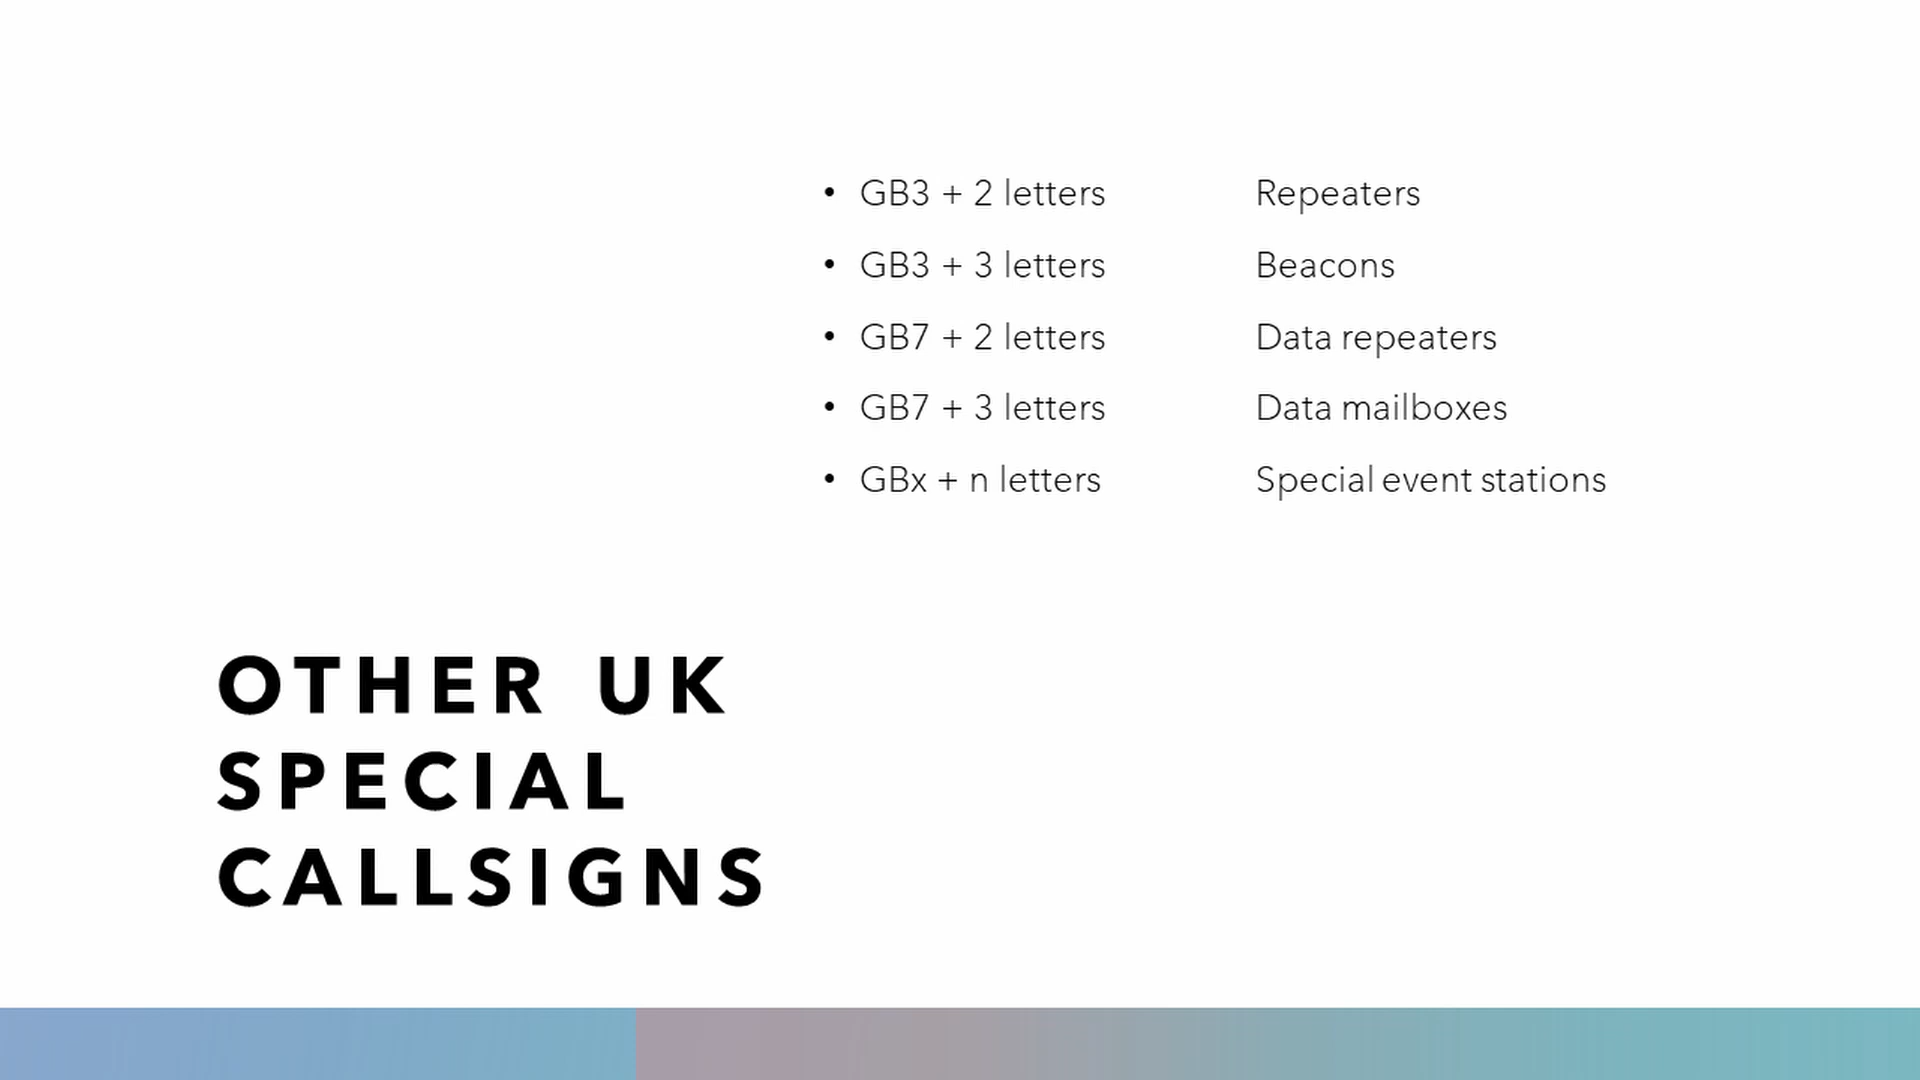 • GB3 + 2 letters Repeaters
• GB3 + 3 letters Beacons
• GB7 + 2 letters Data repeaters
• GB7 + 3 letters Data mailboxes
• GBx + n letters Special event stations
OTHER UK
SPECIAL
CALLSIGNS